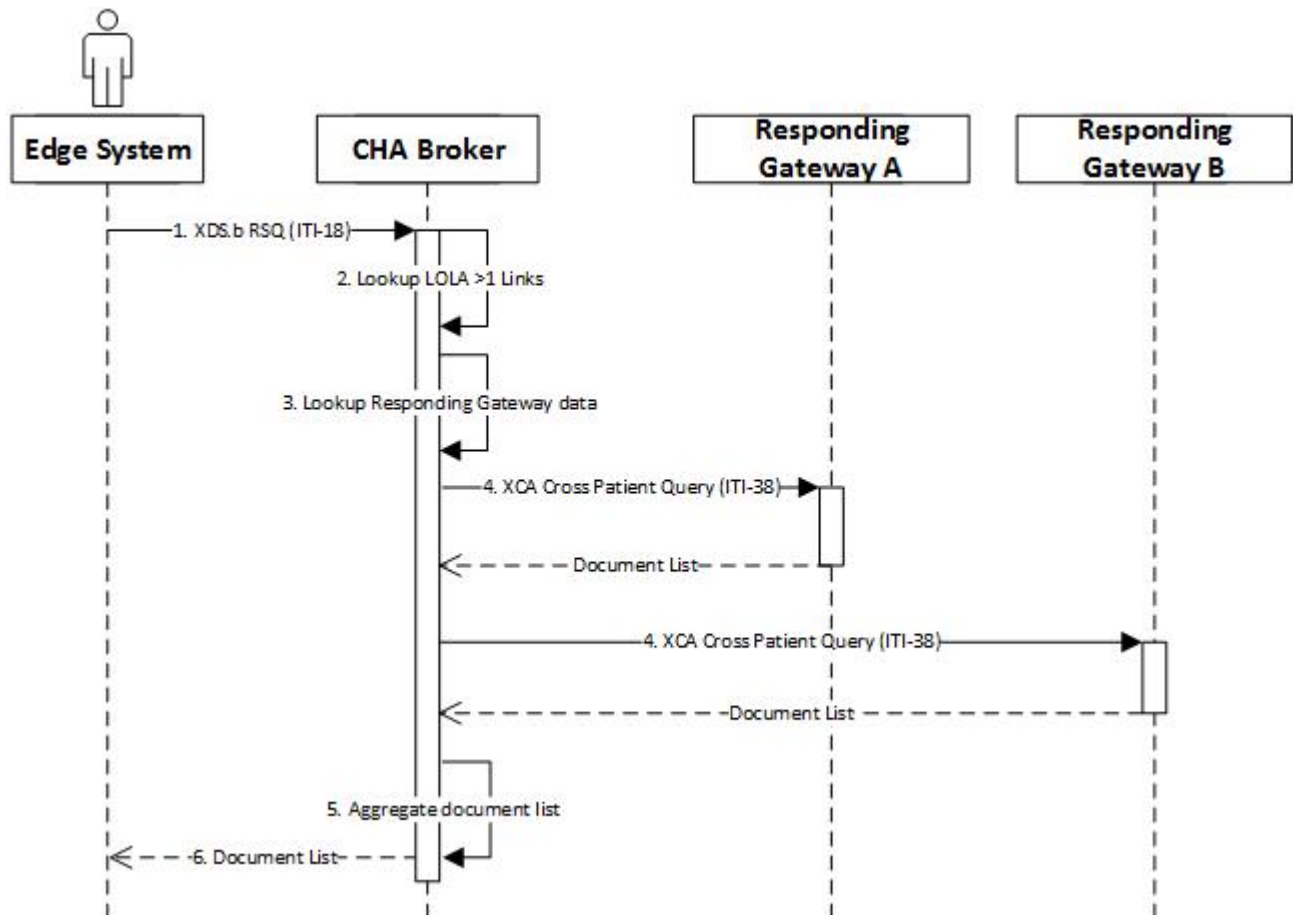 Edge System
CHA Broker
Responding
Gateway A
Responding
Gateway B
1. XDS.b RSQ (ITI-18)
2. Lookup LOLA >1 Links
3. Lookup Responding Gateway data
4. XCA Cross Patient Query (ITI-38)
Document List
4. XCA Cross Patient Query (ITI-38)
Document List
5. Aggregate document list
6. Document List